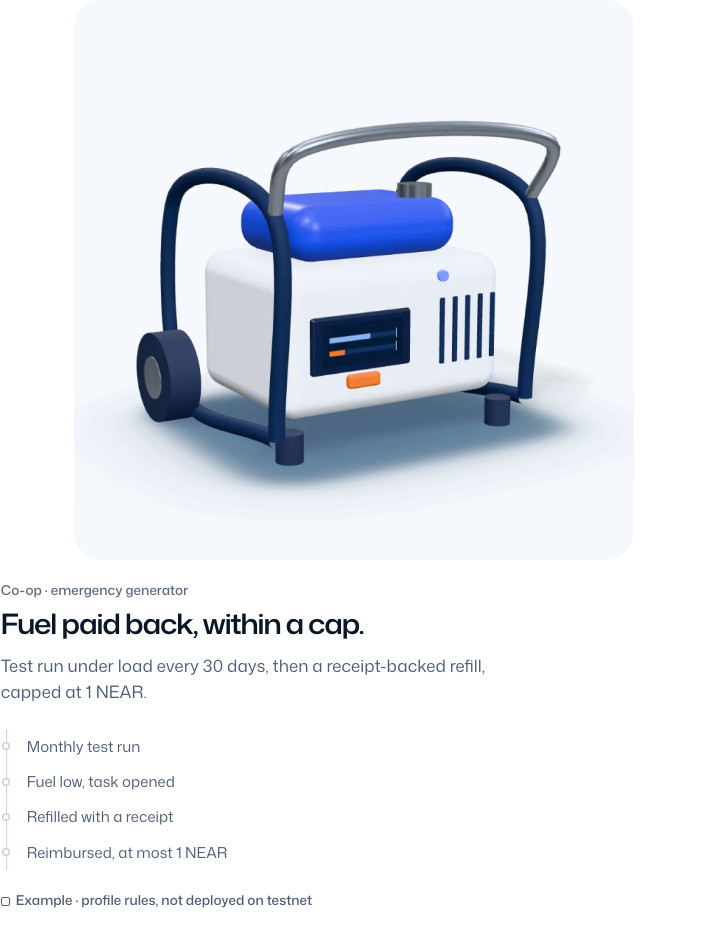 Co-op · emergency generator
Fuel paid back, within a cap.
Test run under load every 30 days, then a receipt-backed refill,
capped at 1 NEAR.
Monthly test run
Fuel low, task opened
Refilled with a receipt
Reimbursed, at most 1 NEAR
Example · profile rules, not deployed on testnet